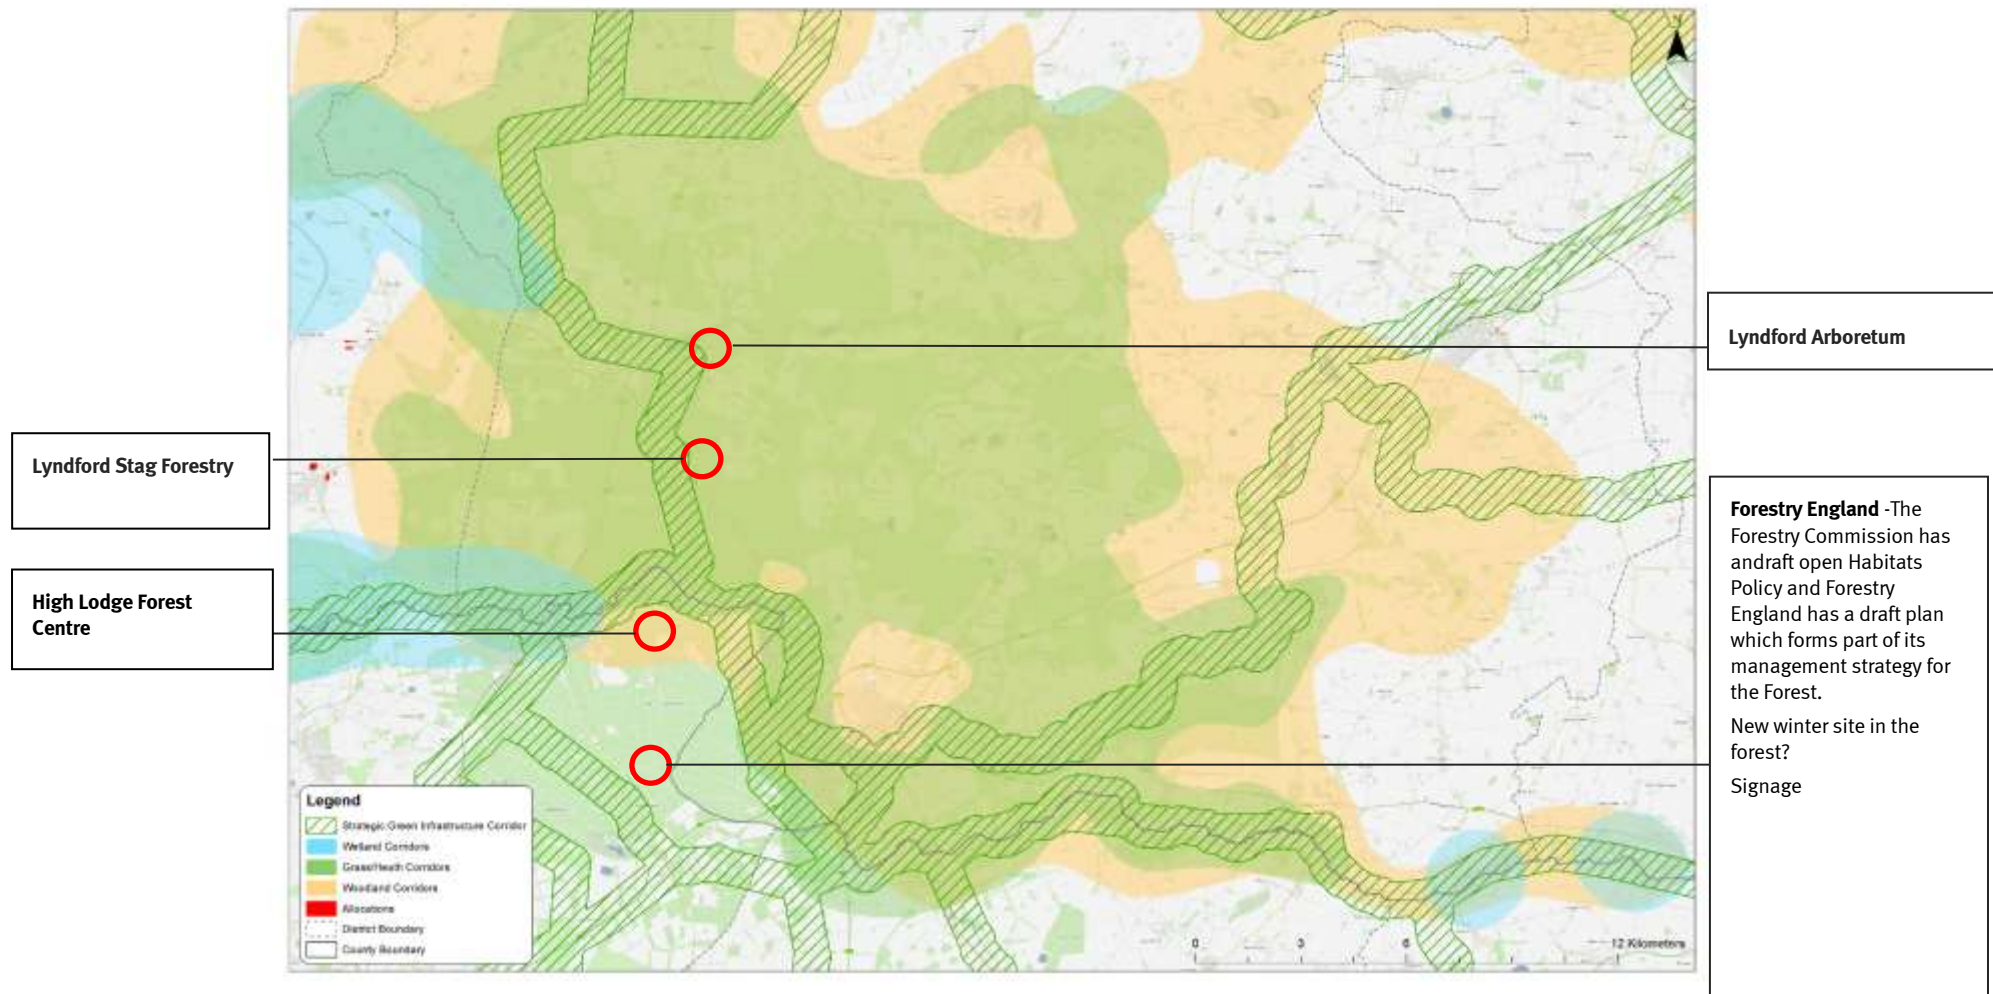 Lyndford Arboretum
Lyndford Stag Forestry
High Lodge Forest
Centre
Forestry England -The
Forestry Commission has
andraft open Habitats
Policy and Forestry
England has a draft plan
which forms part of its
management strategy for
the Forest.
New winter site in the
forest?
Signage
Legend
Strategic Green Infrastructure Corridor
Wetland Corridors
Grass/Heath Corridors
Woodland Corridors
Allocations
District Boundary
County Boundary
0 3 6 12 Kilometers